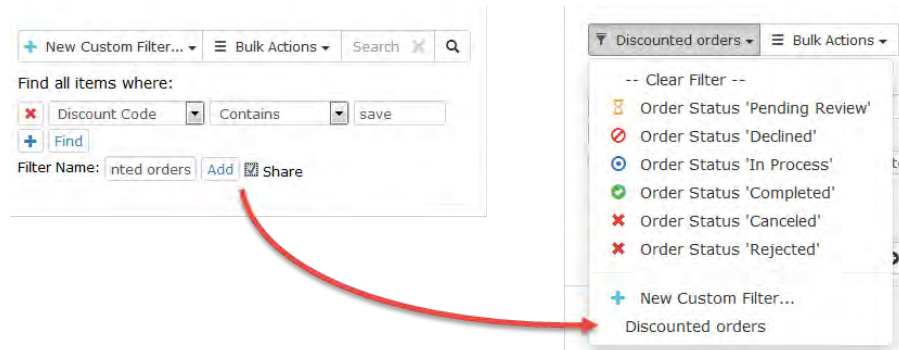 New Custom Filter...
Bulk Actions
Search
Find all items where:
Discount Code
Contains
save
Find
Filter Name:
nted orders
Add
Share
Discounted orders
Bulk Actions
-- Clear Filter --
Order Status 'Pending Review'
Order Status 'Declined'
Order Status 'In Process'
Order Status 'Completed'
Order Status 'Canceled'
Order Status 'Rejected'
New Custom Filter...
Discounted orders